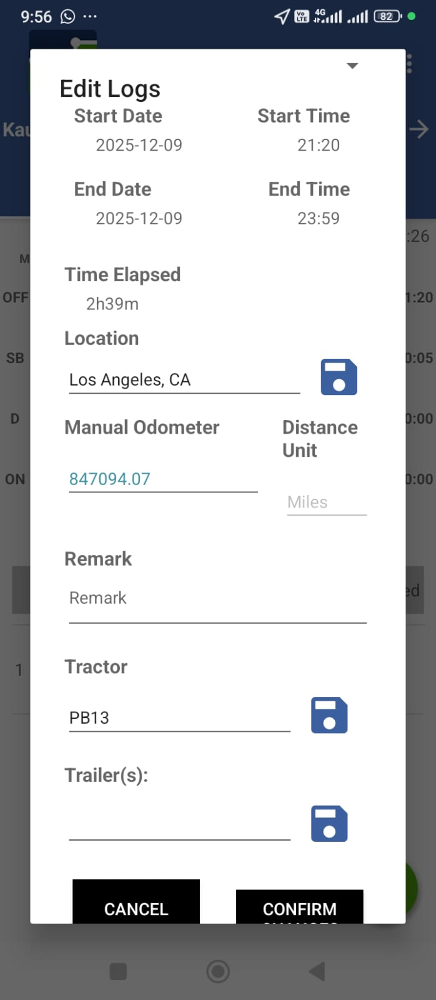 9:56
VoLTE 4G 82
Edit Logs
Start Date Start Time
2025-12-09 21:20
End Date End Time
2025-12-09 23:59
Time Elapsed
2h39m
Location
Los Angeles, CA
Manual Odometer Distance Unit
847094.07
Miles
Remark
Remark
Tractor
PB13
Trailer(s):
CANCEL CONFIRM
Kau
:26
M
OFF 1:20
SB 0:05
D 0:00
ON 0:00
ed
1